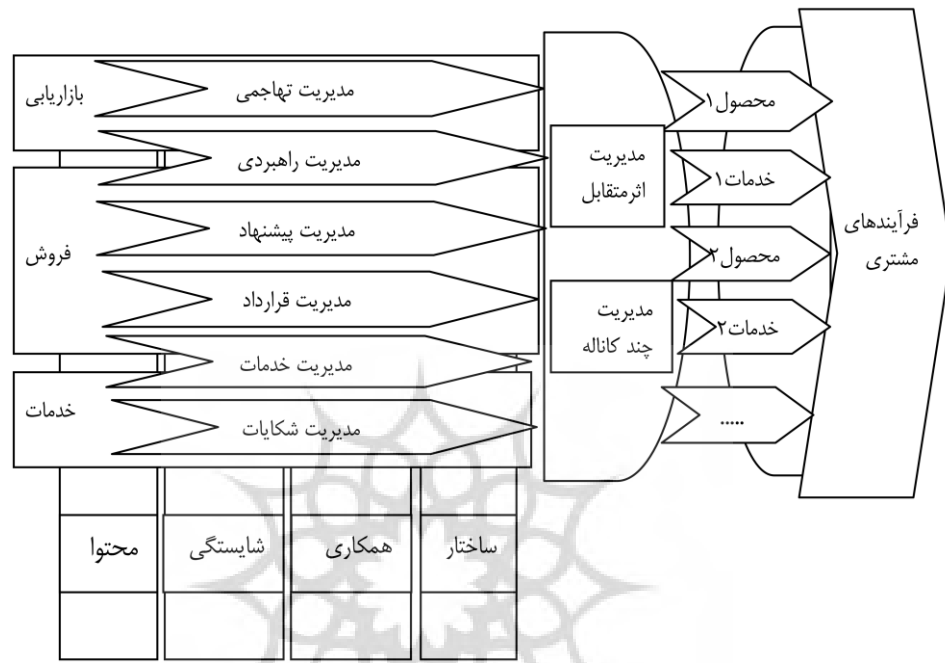 بازاریابی
مدیریت تهاجمی
مدیریت راهبردی
فروش
مدیریت پیشنهاد
مدیریت قرارداد
مدیریت خدمات
خدمات
مدیریت شکایات
مدیریت
اثرمتقابل
مدیریت
چند کاناله
محصول۱
خدمات۱
محصول۲
خدمات۲
.....
فرآیندهای
مشتری
ساختار
همکاری
شایستگی
محتوا